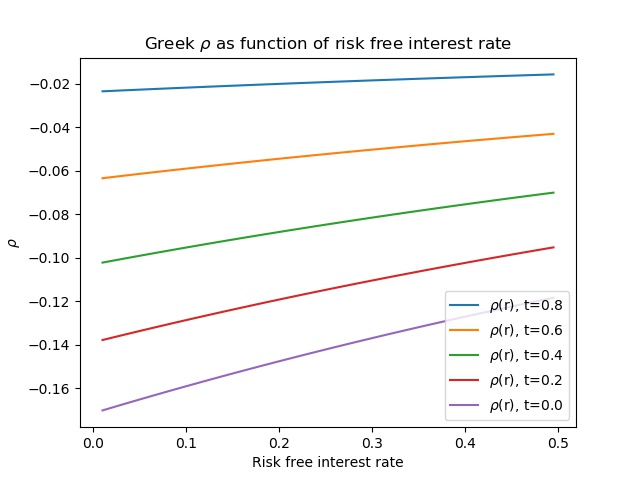 Greek ρ as function of risk free interest rate
−0.02
−0.04
−0.06
−0.08
−0.10
−0.12
−0.14
−0.16
ρ
ρ(r), t=0.8
ρ(r), t=0.6
ρ(r), t=0.4
ρ(r), t=0.2
ρ(r), t=0.0
0.0 0.1 0.2 0.3 0.4 0.5
Risk free interest rate